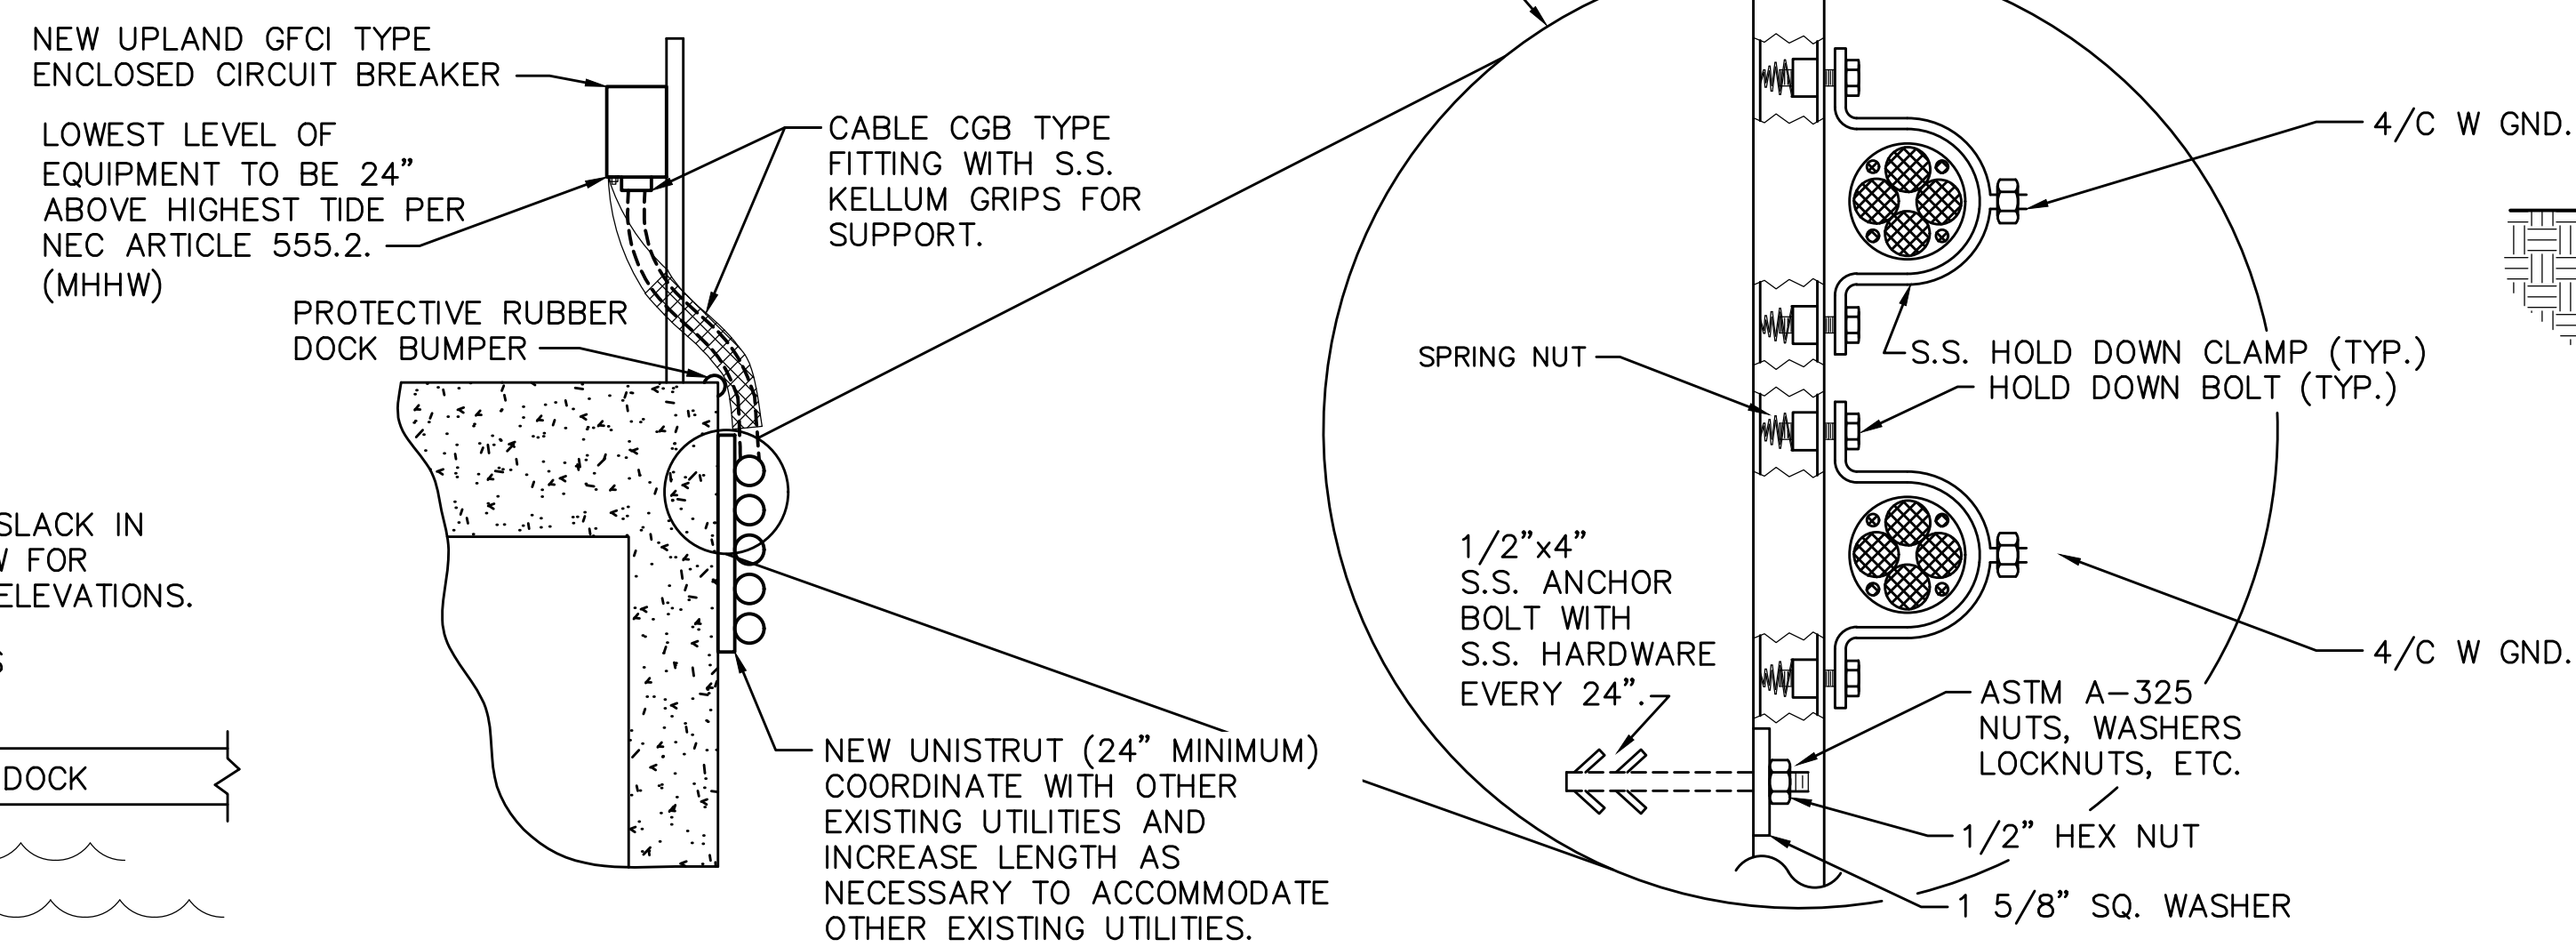 NEW UPLAND GFCI TYPE
ENCLOSED CIRCUIT BREAKER
LOWEST LEVEL OF
EQUIPMENT TO BE 24"
ABOVE HIGHEST TIDE PER
NEC ARTICLE 555.2.
(MHHW)
CABLE CGB TYPE
FITTING WITH S.S.
KELLUM GRIPS FOR
SUPPORT.
PROTECTIVE RUBBER
DOCK BUMPER
SLACK IN
FOR
ELEVATIONS.
DOCK
NEW UNISTRUT (24" MINIMUM)
COORDINATE WITH OTHER
EXISTING UTILITIES AND
INCREASE LENGTH AS
NECESSARY TO ACCOMMODATE
OTHER EXISTING UTILITIES.
4/C W GND.
SPRING NUT
S.S. HOLD DOWN CLAMP (TYP.)
HOLD DOWN BOLT (TYP.)
1/2"x4"
S.S. ANCHOR
BOLT WITH
S.S. HARDWARE
EVERY 24".
4/C W GND.
ASTM A-325
NUTS, WASHERS
LOCKNUTS, ETC.
1/2" HEX NUT
1 5/8" SQ. WASHER